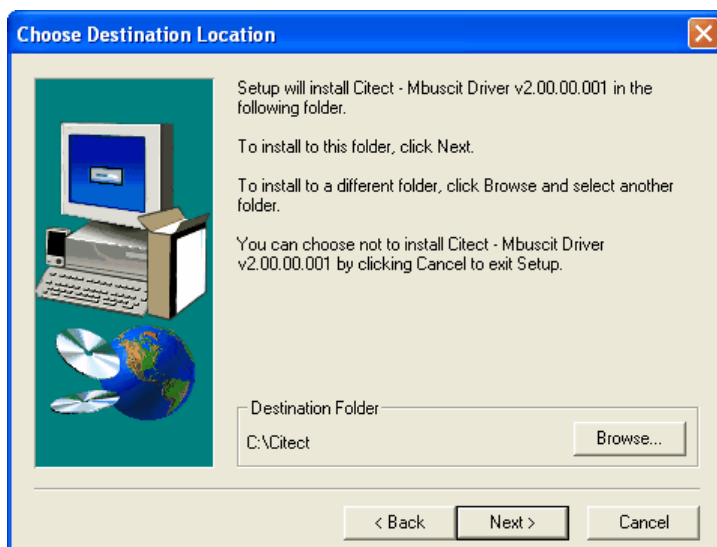 Choose Destination Location
Setup will install Citect - Mbuscit Driver v2.00.00.001 in the
following folder.
To install to this folder, click Next.
To install to a different folder, click Browse and select another
folder.
You can choose not to install Citect - Mbuscit Driver
v2.00.00.001 by clicking Cancel to exit Setup.
Destination Folder
C:\Citect
Browse...
< Back
Next >
Cancel